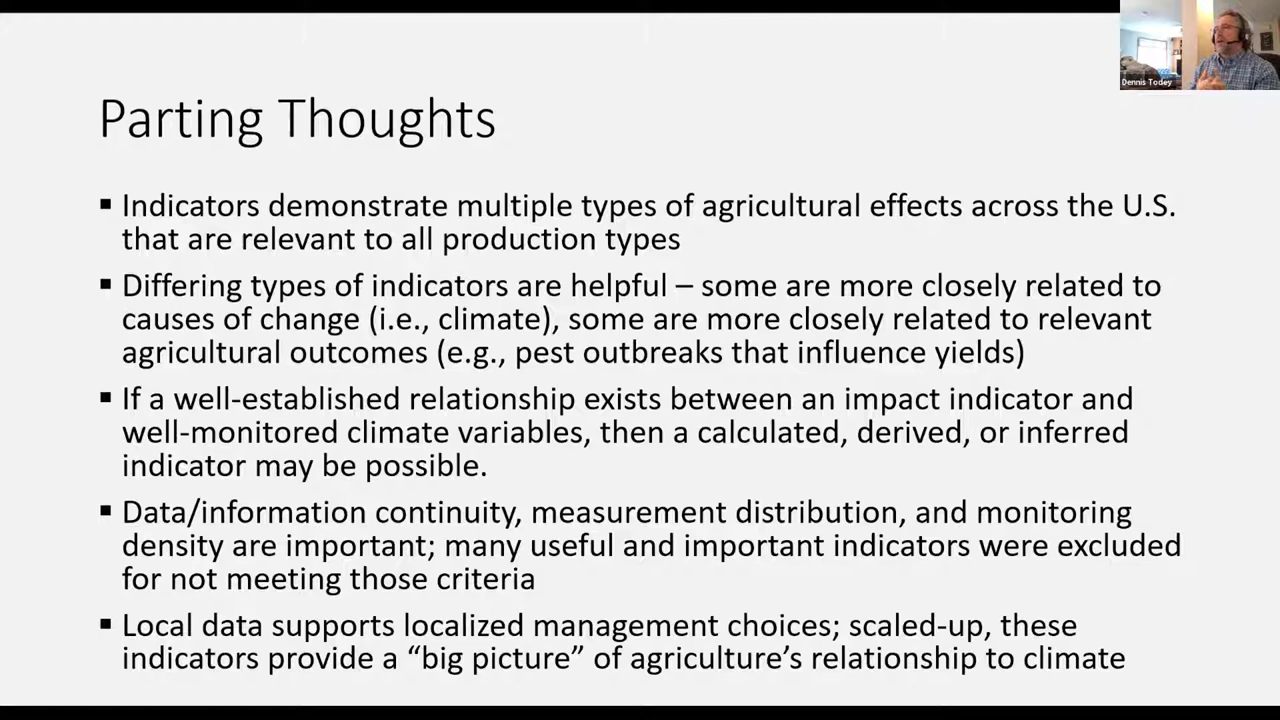 Dennis Todey
Parting Thoughts
▪ Indicators demonstrate multiple types of agricultural effects across the U.S.
that are relevant to all production types
▪ Differing types of indicators are helpful – some are more closely related to
causes of change (i.e., climate), some are more closely related to relevant
agricultural outcomes (e.g., pest outbreaks that influence yields)
▪ If a well-established relationship exists between an impact indicator and
well-monitored climate variables, then a calculated, derived, or inferred
indicator may be possible.
▪ Data/information continuity, measurement distribution, and monitoring
density are important; many useful and important indicators were excluded
for not meeting those criteria
▪ Local data supports localized management choices; scaled-up, these
indicators provide a “big picture” of agriculture’s relationship to climate